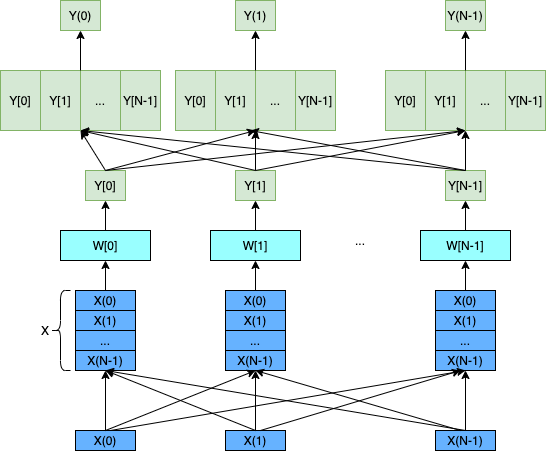 Y(0) Y(1) Y(N-1)
Y[0] Y[1] ... Y[N-1] Y[0] Y[1] ... Y[N-1] Y[0] Y[1] ... Y[N-1]
Y[0] Y[1] Y[N-1]
W[0] W[1] ... W[N-1]
X(0) X(0) X(0)
X(1) X(1) X(1)
X
... ... ...
X(N-1) X(N-1) X(N-1)
X(0) X(1) X(N-1)